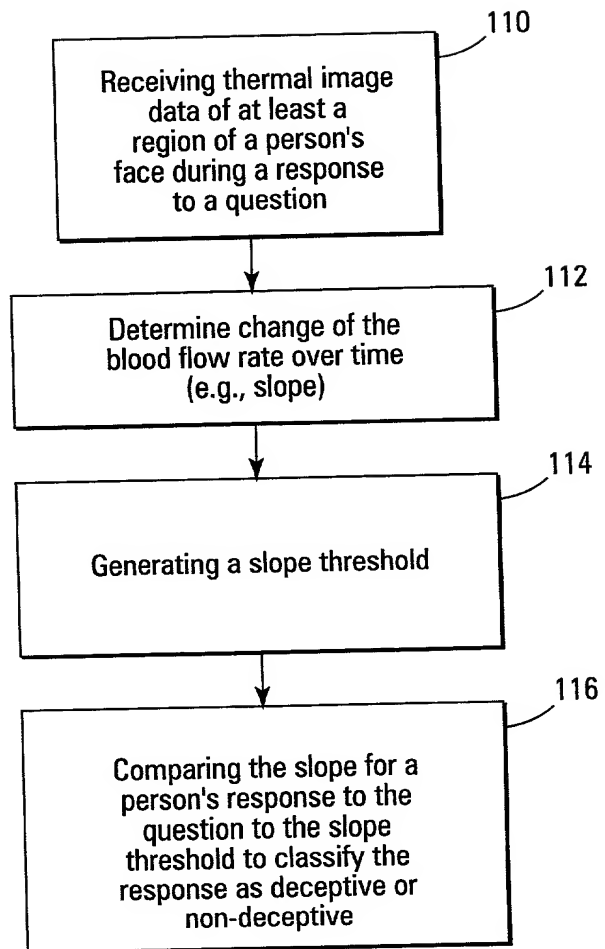 110
Receiving thermal image
data of at least a
region of a person's
face during a response
to a question
112
Determine change of the
blood flow rate over time
(e.g., slope)
114
Generating a slope threshold
116
Comparing the slope for a
person's response to the
question to the slope
threshold to classify the
response as deceptive or
non-deceptive